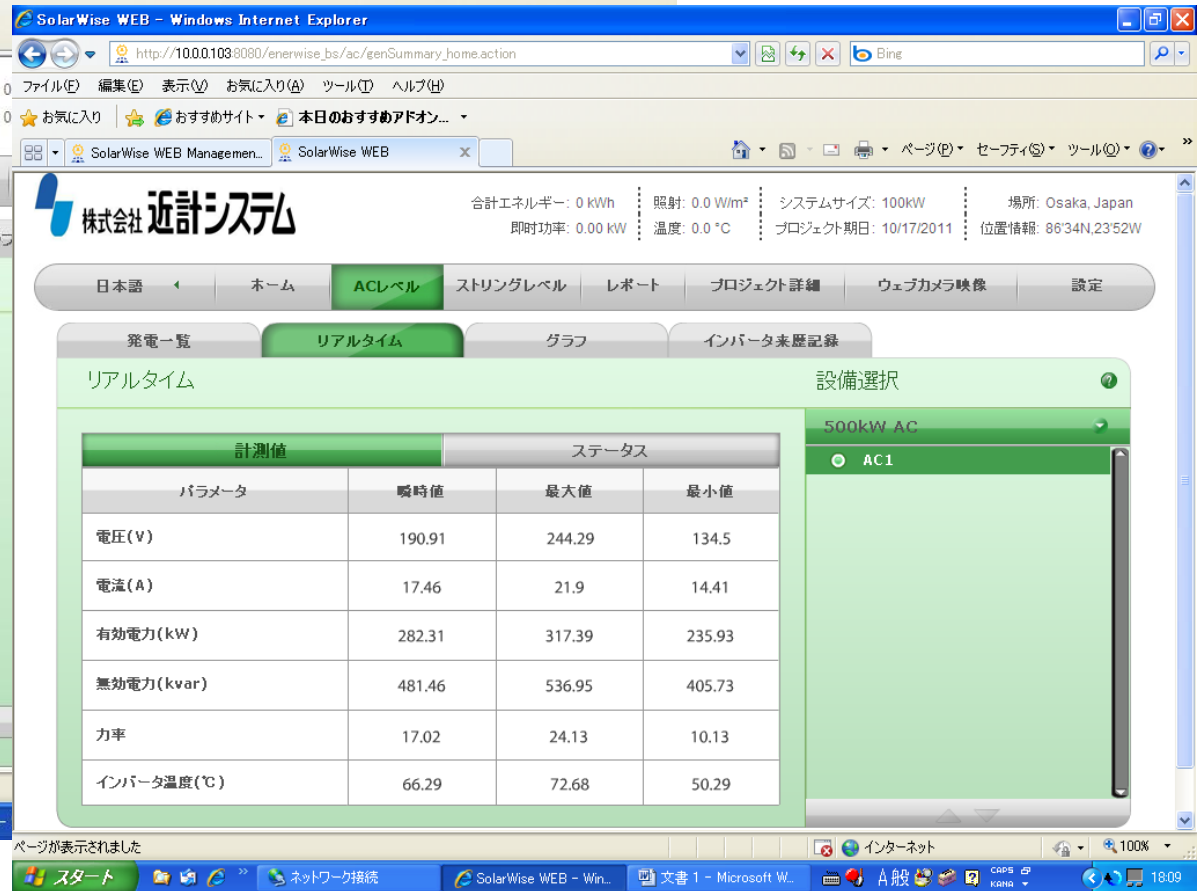 SolarWise WEB - Windows Internet Explorer
http://10.0.0.103:8080/enerwise_bs/ac/genSummary_home.action
Bing
ファイル(F) 編集(E) 表示(V) お気に入り(A) ツール(T) ヘルプ(H)
お気に入り おすすめサイト 本日のおすすめアドオン...
SolarWise WEB Managemen... SolarWise WEB ページ(P) セーフティ(S) ツール(O) »
株式会社 近計システム
合計エネルギー: 0 kWh 照射: 0.0 W/m² システムサイズ: 100kW 場所: Osaka, Japan
即時功率: 0.00 kW 温度: 0.0 °C プロジェクト期日: 10/17/2011 位置情報: 86'34N,23'52W
日本語 ホーム ACレベル ストリングレベル レポート プロジェクト詳細 ウェブカメラ映像 設定
発電一覧 リアルタイム グラフ インバータ来歴記録
リアルタイム 設備選択
500kW AC
計測値 ステータス
AC1
パラメータ 瞬時値 最大値 最小値
電圧(V) 190.91 244.29 134.5
電流(A) 17.46 21.9 14.41
有効電力(kW) 282.31 317.39 235.93
無効電力(kvar) 481.46 536.95 405.73
力率 17.02 24.13 10.13
インバータ温度(℃) 66.29 72.68 50.29
ページが表示されました インターネット 100%
スタート » ネットワーク接続 SolarWise WEB - Win... 文書 1 - Microsoft W... A 般 CAPS KANA 18:09